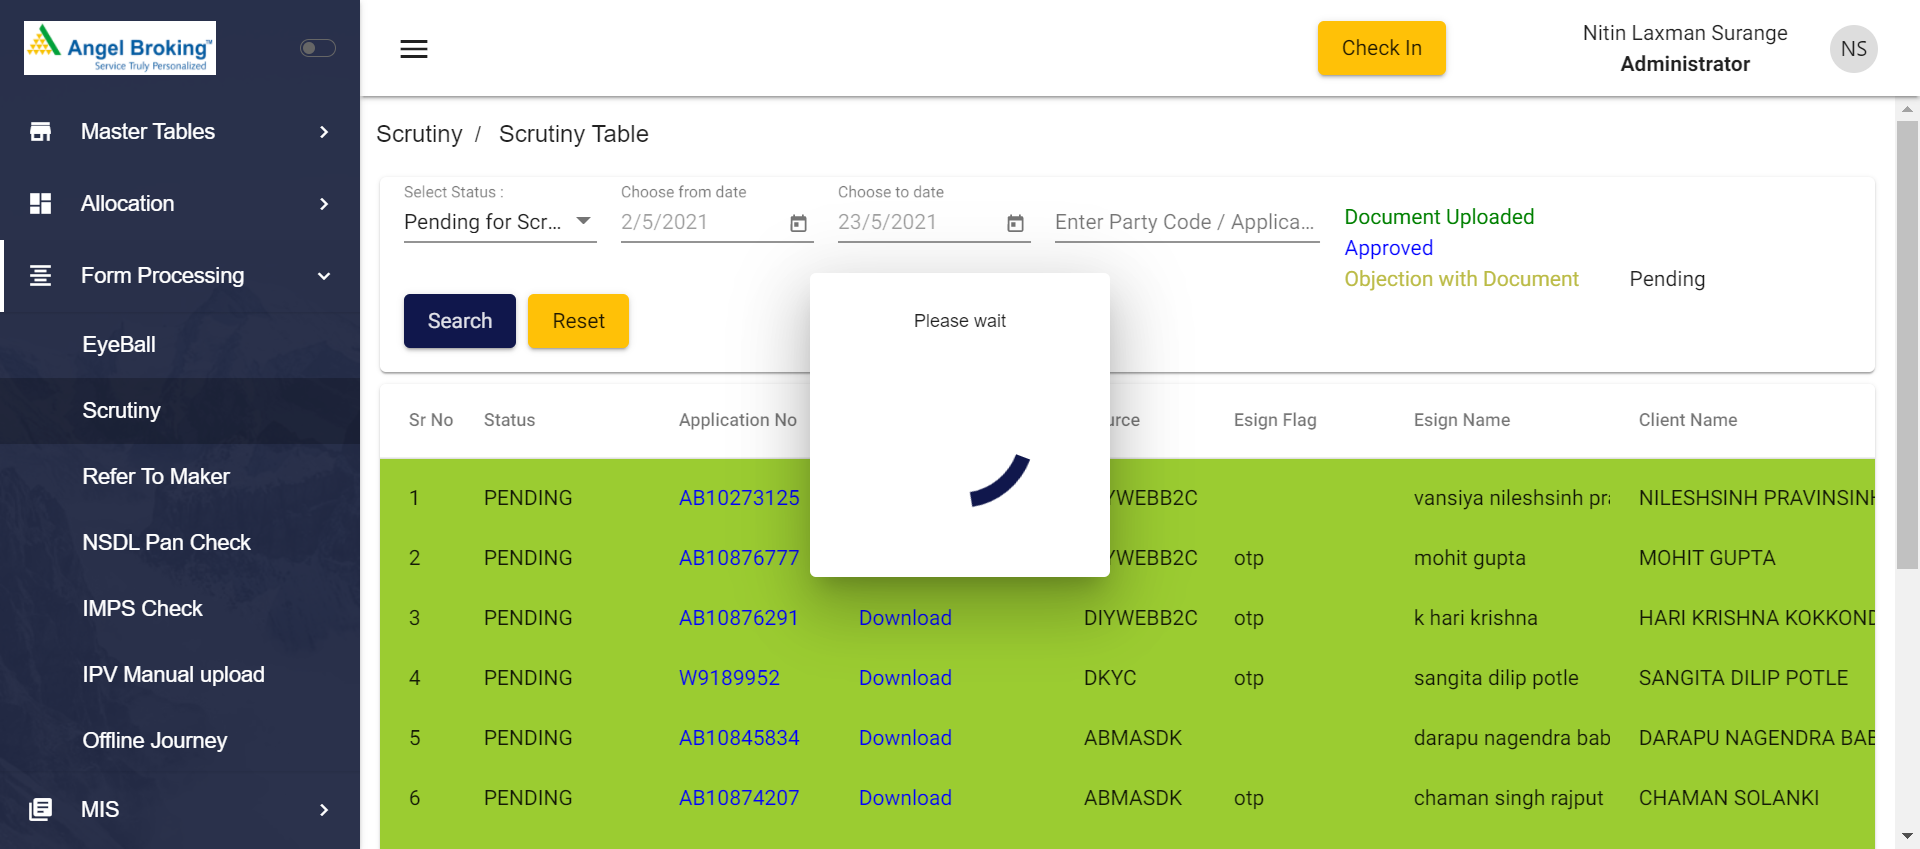 Angel Broking™
Service Truly Personalized
Master Tables
Allocation
Form Processing
EyeBall
Scrutiny
Refer To Maker
NSDL Pan Check
IMPS Check
IPV Manual upload
Offline Journey
MIS
Check In
Nitin Laxman Surange
Administrator
NS
Scrutiny / Scrutiny Table
Select Status :
Pending for Scr...
Choose from date
2/5/2021
Choose to date
23/5/2021
Enter Party Code / Applica...
Document Uploaded
Approved
Objection with Document Pending
Search Reset
Please wait
Sr No Status Application No urce Esign Flag Esign Name Client Name
1 PENDING AB10273125 YWEBB2C vansiya nileshsinh pra NILESHSINH PRAVINSINH
2 PENDING AB10876777 YWEBB2C otp mohit gupta MOHIT GUPTA
3 PENDING AB10876291 Download DIYWEBB2C otp k hari krishna HARI KRISHNA KOKKOND
4 PENDING W9189952 Download DKYC otp sangita dilip potle SANGITA DILIP POTLE
5 PENDING AB10845834 Download ABMASDK darapu nagendra bab DARAPU NAGENDRA BAB
6 PENDING AB10874207 Download ABMASDK otp chaman singh rajput CHAMAN SOLANKI